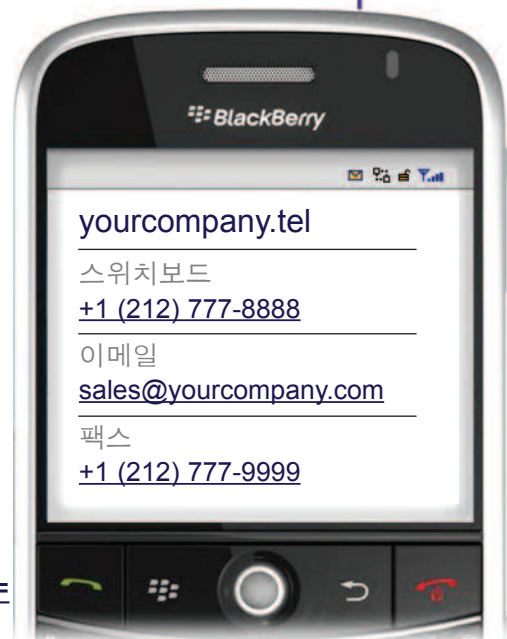 BlackBerry
yourcompany.tel
스위치보드
+1 (212) 777-8888
이메일
sales@yourcompany.com
팩스
+1 (212) 777-9999